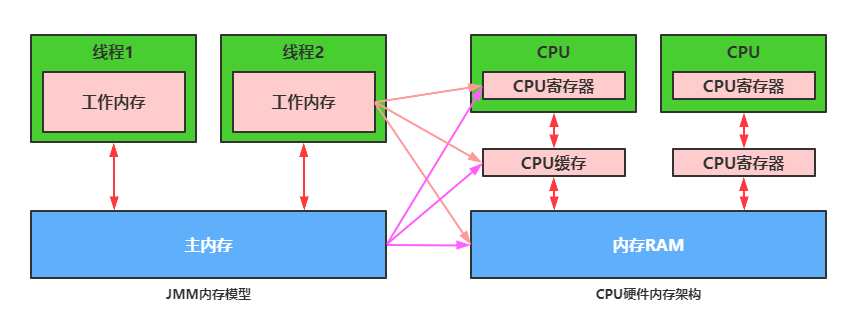 线程1
线程2
CPU
CPU
工作内存
工作内存
CPU寄存器
CPU寄存器
CPU缓存
CPU寄存器
主内存
内存RAM
JMM内存模型
CPU硬件内存架构